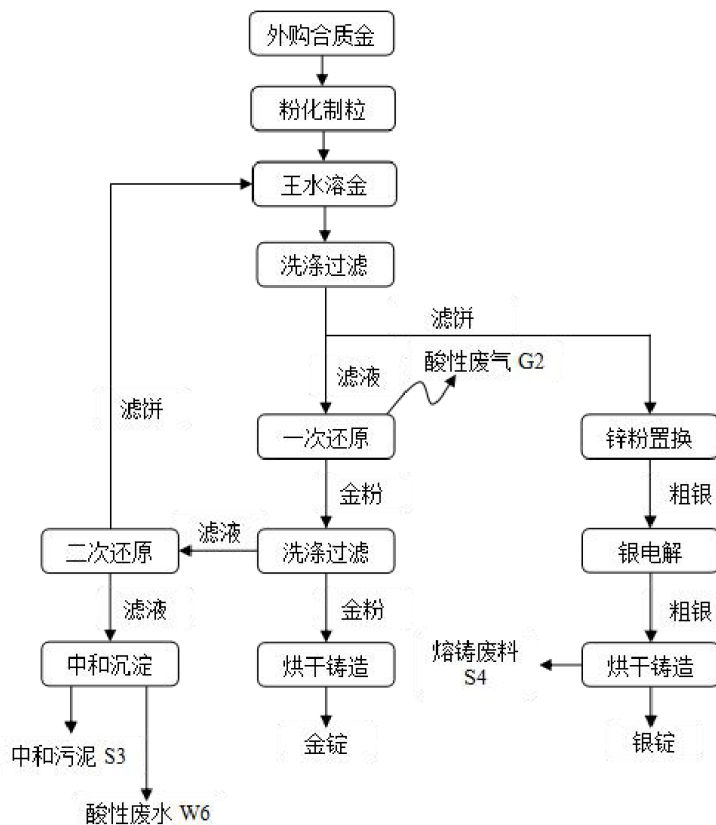 外购合质金
粉化制粒
王水溶金
洗涤过滤
滤饼
滤液
酸性废气 G2
滤饼
一次还原
锌粉置换
金粉
粗银
滤液
二次还原
洗涤过滤
银电解
滤液
金粉
粗银
中和沉淀
烘干铸造
熔铸废料
S4
烘干铸造
中和污泥 S3
金锭
银锭
酸性废水 W6